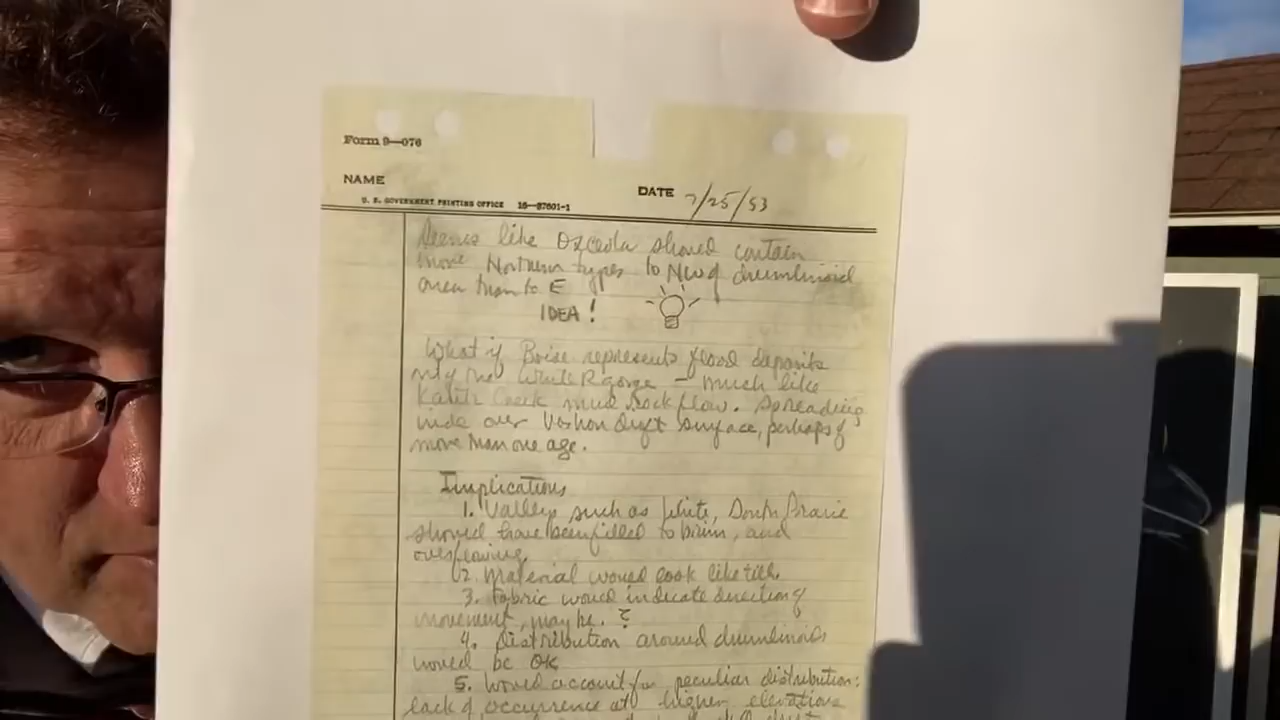 Form 9—076
NAME
DATE 7/25/53
U. S. GOVERNMENT PRINTING OFFICE 16—37601-1
Seems like Osceola should contain
more Northern types to NW of drumlinoid
area than to E
IDEA!
What if Boise represents flood deposits
the White R gorge — much like
Creek mud rock flow. Spreading
wide over Vashon drift surface, perhaps of
more than one age.
Implications
1. Valleys such as White, South Prairie
should have been filled to brim, and
overflowing.
2. Material would look like till.
3. Fabric would indicate direction of
movement, maybe. ?
4. Distribution around drumlinoids
would be OK
5. Would account for peculiar distribution:
lack of occurrence at higher elevations